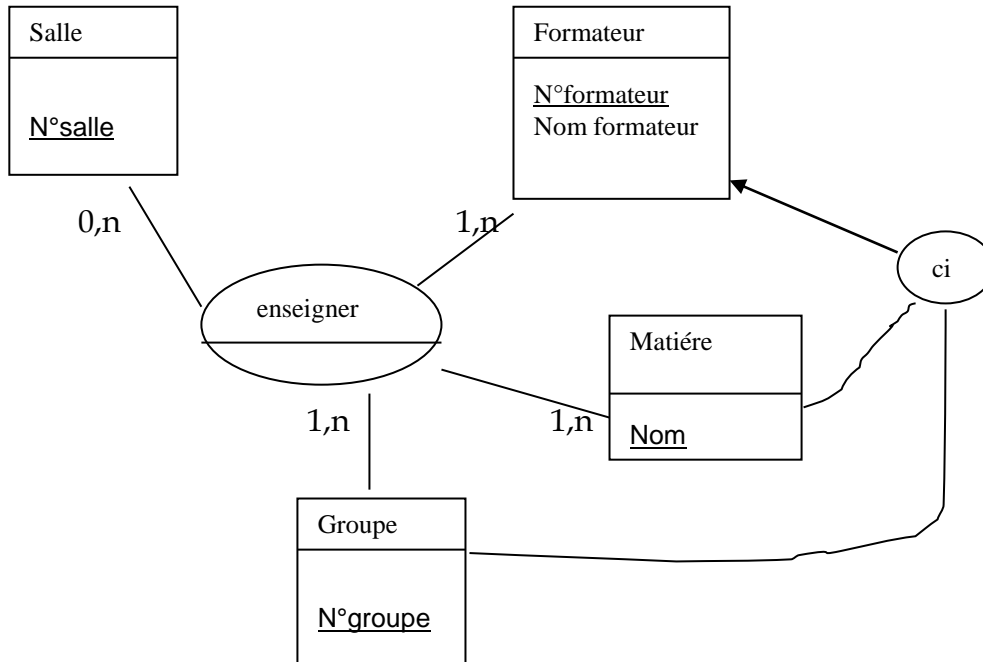 Salle
Formateur
N°salle
N°formateur
Nom formateur
0,n
1,n
ci
enseigner
Matiére
1,n
1,n
Nom
Groupe
N°groupe